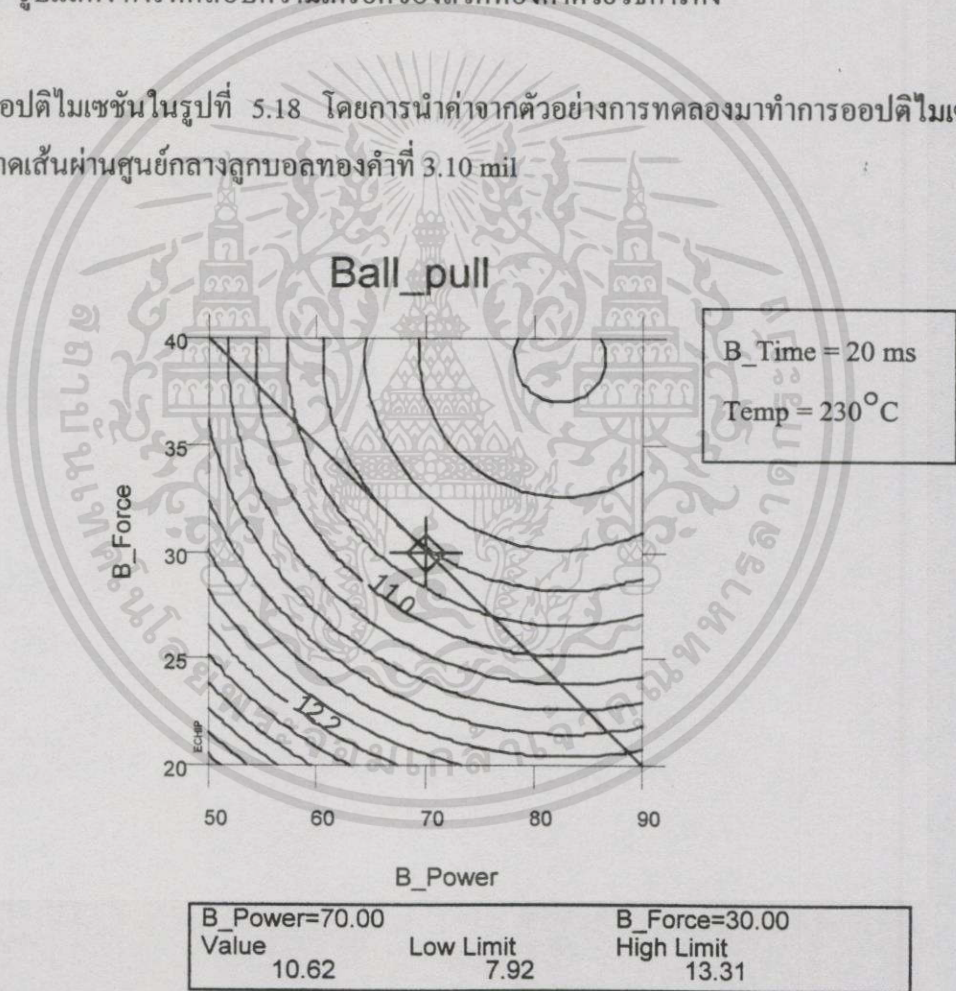 อปติไมเซชันในรูปที่ 5.18 โดยการนำค่าจากตัวอย่างการทดลองมาทำการออปติไมเซ
าดเส้นผ่านศูนย์กลางลูกบอลทองคำที่ 3.10 mil
Ball_pull
B_Time = 20 ms
Temp = 230°C
40
35
30
25
20
B_Force
11.0
12.2
ECHIP
50 60 70 80 90
B_Power
B_Power=70.00 B_Force=30.00
Value Low Limit High Limit
10.62 7.92 13.31